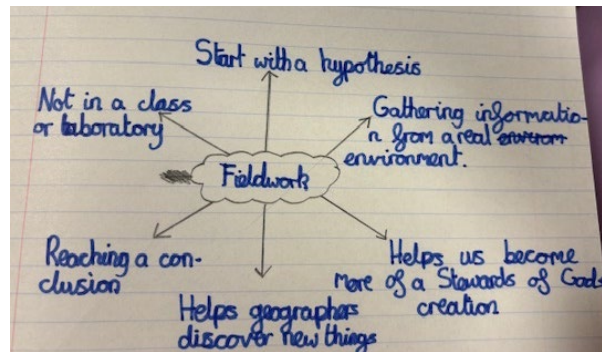 Start with a hypothesis
Not in a class
or laboratory
Gathering informatio-
n from a real
environment.
Fieldwork
Reaching a con-
clusion
Helps us become
More of a Stewards of Gods
creation
Helps geographers
discover new things